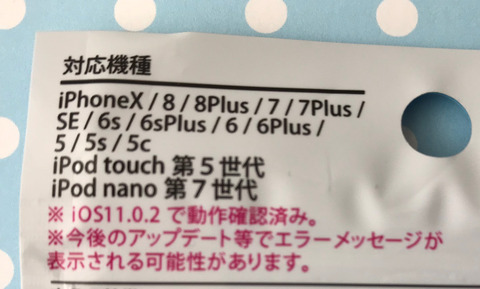 対応機種
iPhoneX / 8 / 8Plus / 7 / 7Plus /
SE / 6s / 6sPlus / 6 / 6Plus /
5 / 5s / 5c
iPod touch 第5世代
iPod nano 第7世代
※ iOS11.0.2 で動作確認済み。
※今後のアップデート等でエラーメッセージが
表示される可能性があります。